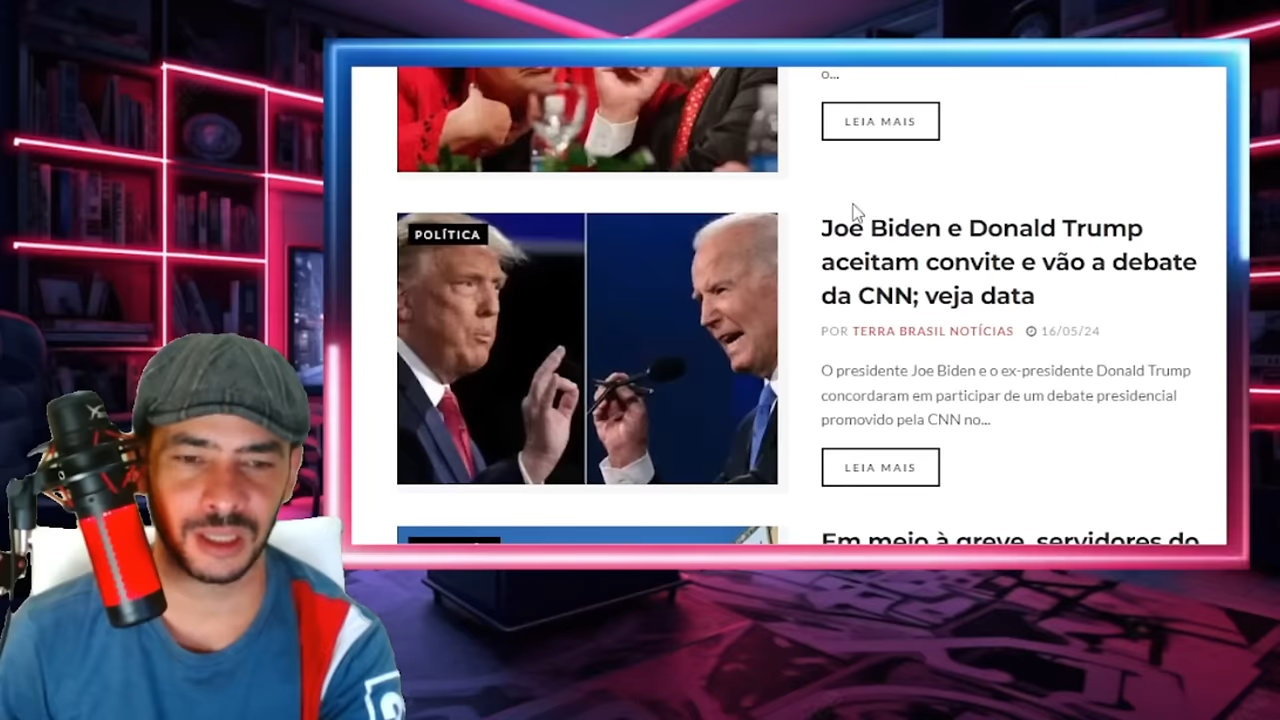 o...
LEIA MAIS
POLÍTICA
Joe Biden e Donald Trump
aceitam convite e vão a debate
da CNN; veja data
POR TERRA BRASIL NOTÍCIAS 16/05/24
O presidente Joe Biden e o ex-presidente Donald Trump
concordaram em participar de um debate presidencial
promovido pela CNN no...
LEIA MAIS
Em meio à greve, servidores do